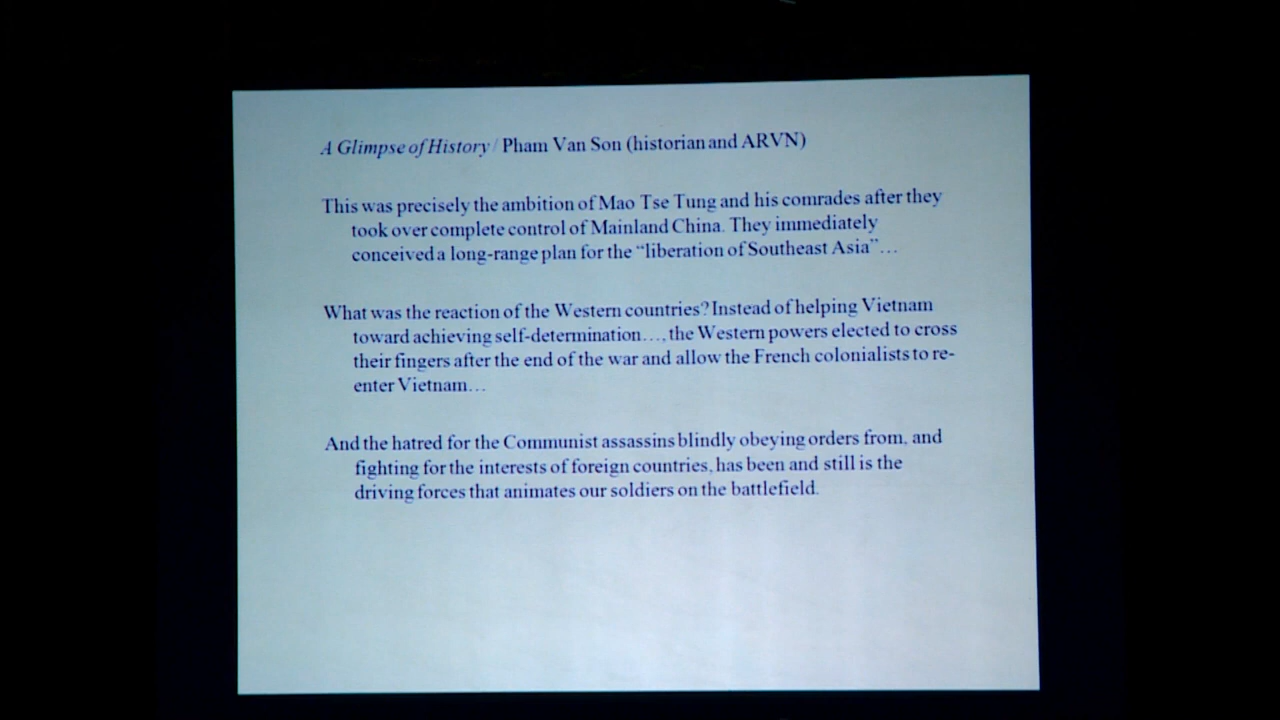 A Glimpse of History / Pham Van Son (historian and ARVN)
This was precisely the ambition of Mao Tse Tung and his comrades after they
took over complete control of Mainland China. They immediately
conceived a long-range plan for the “liberation of Southeast Asia”…
What was the reaction of the Western countries? Instead of helping Vietnam
toward achieving self-determination…, the Western powers elected to cross
their fingers after the end of the war and allow the French colonialists to re-
enter Vietnam…
And the hatred for the Communist assassins blindly obeying orders from, and
fighting for the interests of foreign countries, has been and still is the
driving forces that animates our soldiers on the battlefield.